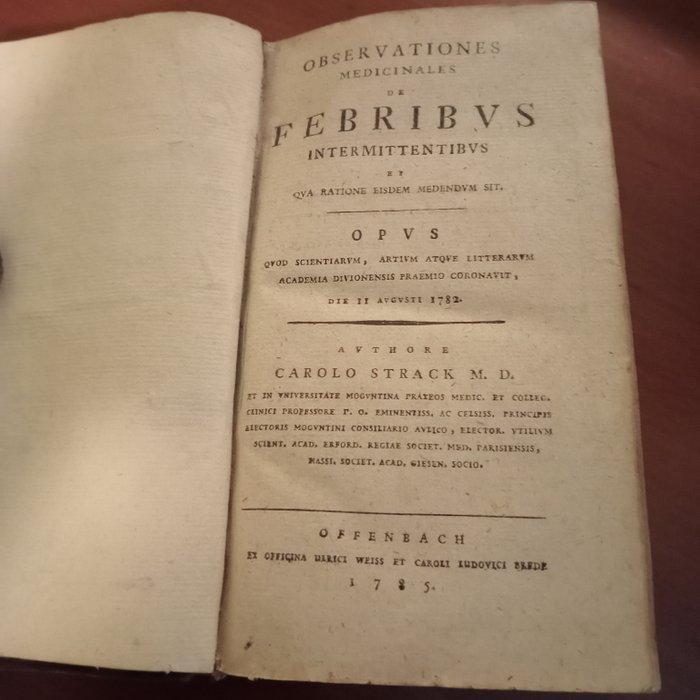 OBSERVATIONES
MEDICINALES
DE
FEBRIBVS
INTERMITTENTIBVS
ET
QVA RATIONE EISDEM MEDENDVM SIT.
OPVS
QVOD SCIENTIARVM, ARTIVM ATQVE LITTERARVM
ACADEMIA DIVIONENSIS PRAEMIO CORONAVIT,
DIE II AVGVSTI 1782.
AVTHORE
CAROLO STRACK M. D.
ET IN VNIVERSITATE MOGVNTINA PRAXEOS MEDIC. ET COLLEG.
CLINICI PROFESSORE P. O. EMINENTISS. AC CELSISS. PRINCIPIS
ELECTORIS MOGVNTINI CONSILIARIO AVLICO, ELECTOR. VTILIVM
SCIENT. ACAD. ERFORD. REGIAE SOCIET. MED. PARISIENSIS,
HASSI. SOCIET. ACAD. GIESEN. SOCIO.
OFFENBACH
EX OFFICINA ULRICI WEISS ET CAROLI LUDOVICI BREDE
1785.